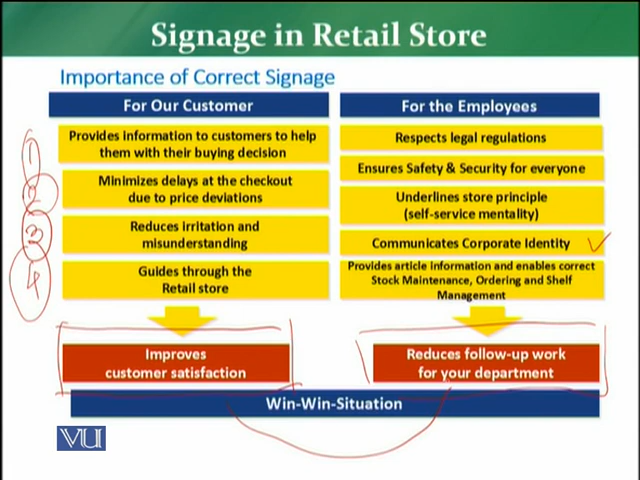 Signage in Retail Store
Importance of Correct Signage
For Our Customer
Provides information to customers to help
them with their buying decision
Minimizes delays at the checkout
due to price deviations
Reduces irritation and
misunderstanding
Guides through the
Retail store
Improves
customer satisfaction
For the Employees
Respects legal regulations
Ensures Safety & Security for everyone
Underlines store principle
(self-service mentality)
Communicates Corporate Identity
Provides article information and enables correct
Stock Maintenance, Ordering and Shelf
Management
Reduces follow-up work
for your department
Win-Win-Situation
1
2
3
4
VU